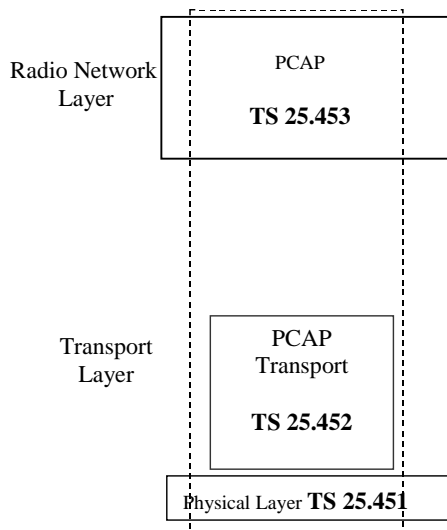 Radio Network
Layer
PCAP
TS 25.453
Transport
Layer
PCAP
Transport
TS 25.452
Physical Layer TS 25.451